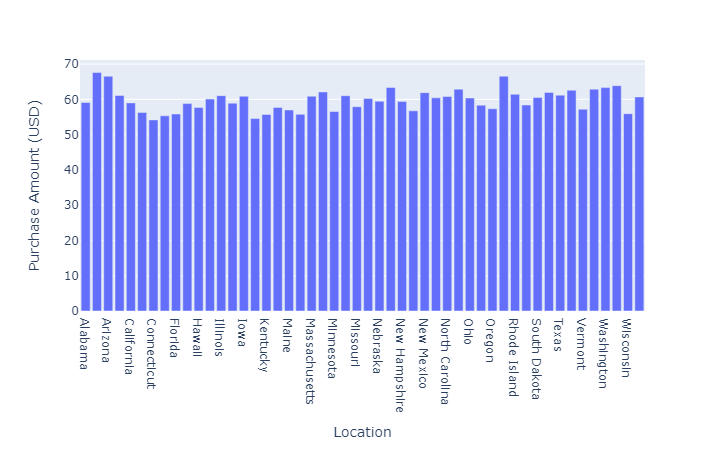 Purchase Amount (USD)
70
60
50
40
30
20
10
0
Alabama
Arizona
California
Connecticut
Florida
Hawaii
Illinois
Iowa
Kentucky
Maine
Massachusetts
Minnesota
Missouri
Nebraska
New Hampshire
New Mexico
North Carolina
Ohio
Oregon
Rhode Island
South Dakota
Texas
Vermont
Washington
Wisconsin
Location